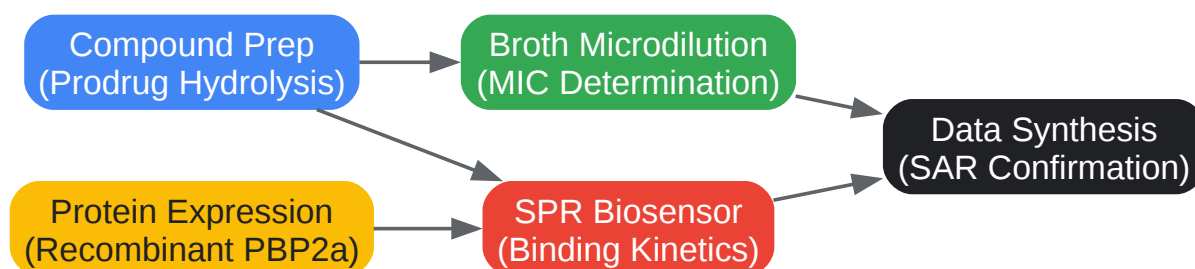 Compound Prep
(Prodrug Hydrolysis)
Broth Microdilution
(MIC Determination)
Data Synthesis
(SAR Confirmation)
Protein Expression
(Recombinant PBP2a)
SPR Biosensor
(Binding Kinetics)